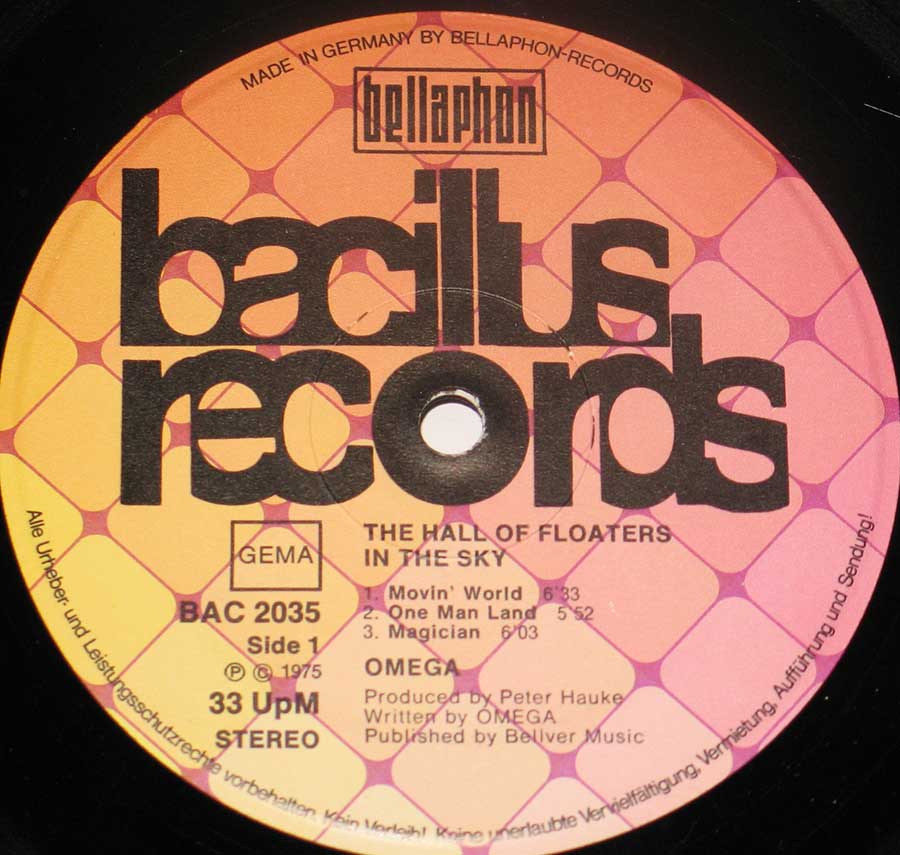 MADE IN GERMANY BY BELLAPHON-RECORDS
bellaphon
bacillus
records
GEMA
BAC 2035
Side 1
Ⓟ © 1975
33 UpM
STEREO
THE HALL OF FLOATERS
IN THE SKY
1. Movin' World 6'33
2. One Man Land 5'52
3. Magician 6'03
OMEGA
Produced by Peter Hauke
Written by OMEGA
Published by Bellver Music
Alle Urheber- und Leistungsschutzrechte vorbehalten. Kein Verleih! Keine unerlaubte Vervielfältigung, Vermietung, Aufführung und Sendung!